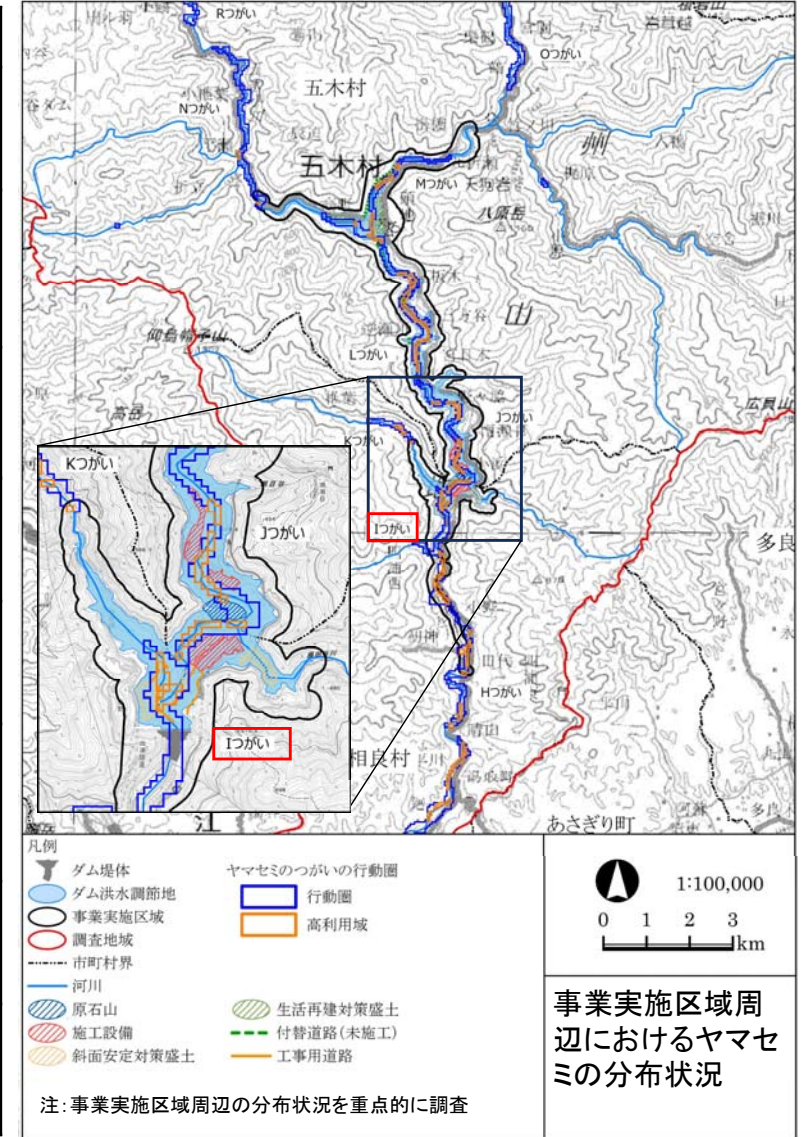 Rつがい
Oつがい
五木村
Nつがい
五木村
Mつがい
天狗岩
八原岳
州
梶原
山
仰烏帽子山
Lつがい
高岳
Jつがい
広貝山
Kつがい
Kつがい
Jつがい
Iつがい
Iつがい
多良
田代
Hつがい
相良村
江
あさぎり町
凡例
ダム堤体
ダム洪水調節地
事業実施区域
調査地域
市町村界
河川
原石山
施工設備
斜面安定対策盛土
ヤマセミのつがいの行動圏
行動圏
高利用域
生活再建対策盛土
付替道路(未施工)
工事用道路
注:事業実施区域周辺の分布状況を重点的に調査
1:100,000
0 1 2 3
km
事業実施区域周
辺におけるヤマセ
ミの分布状況